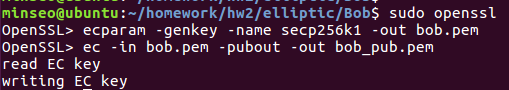 minseo@ubuntu:~/homework/hw2/elliptic/Bob$ sudo openssl
OpenSSL> ecparam -genkey -name secp256k1 -out bob.pem
OpenSSL> ec -in bob.pem -pubout -out bob_pub.pem
read EC key
writing EC key